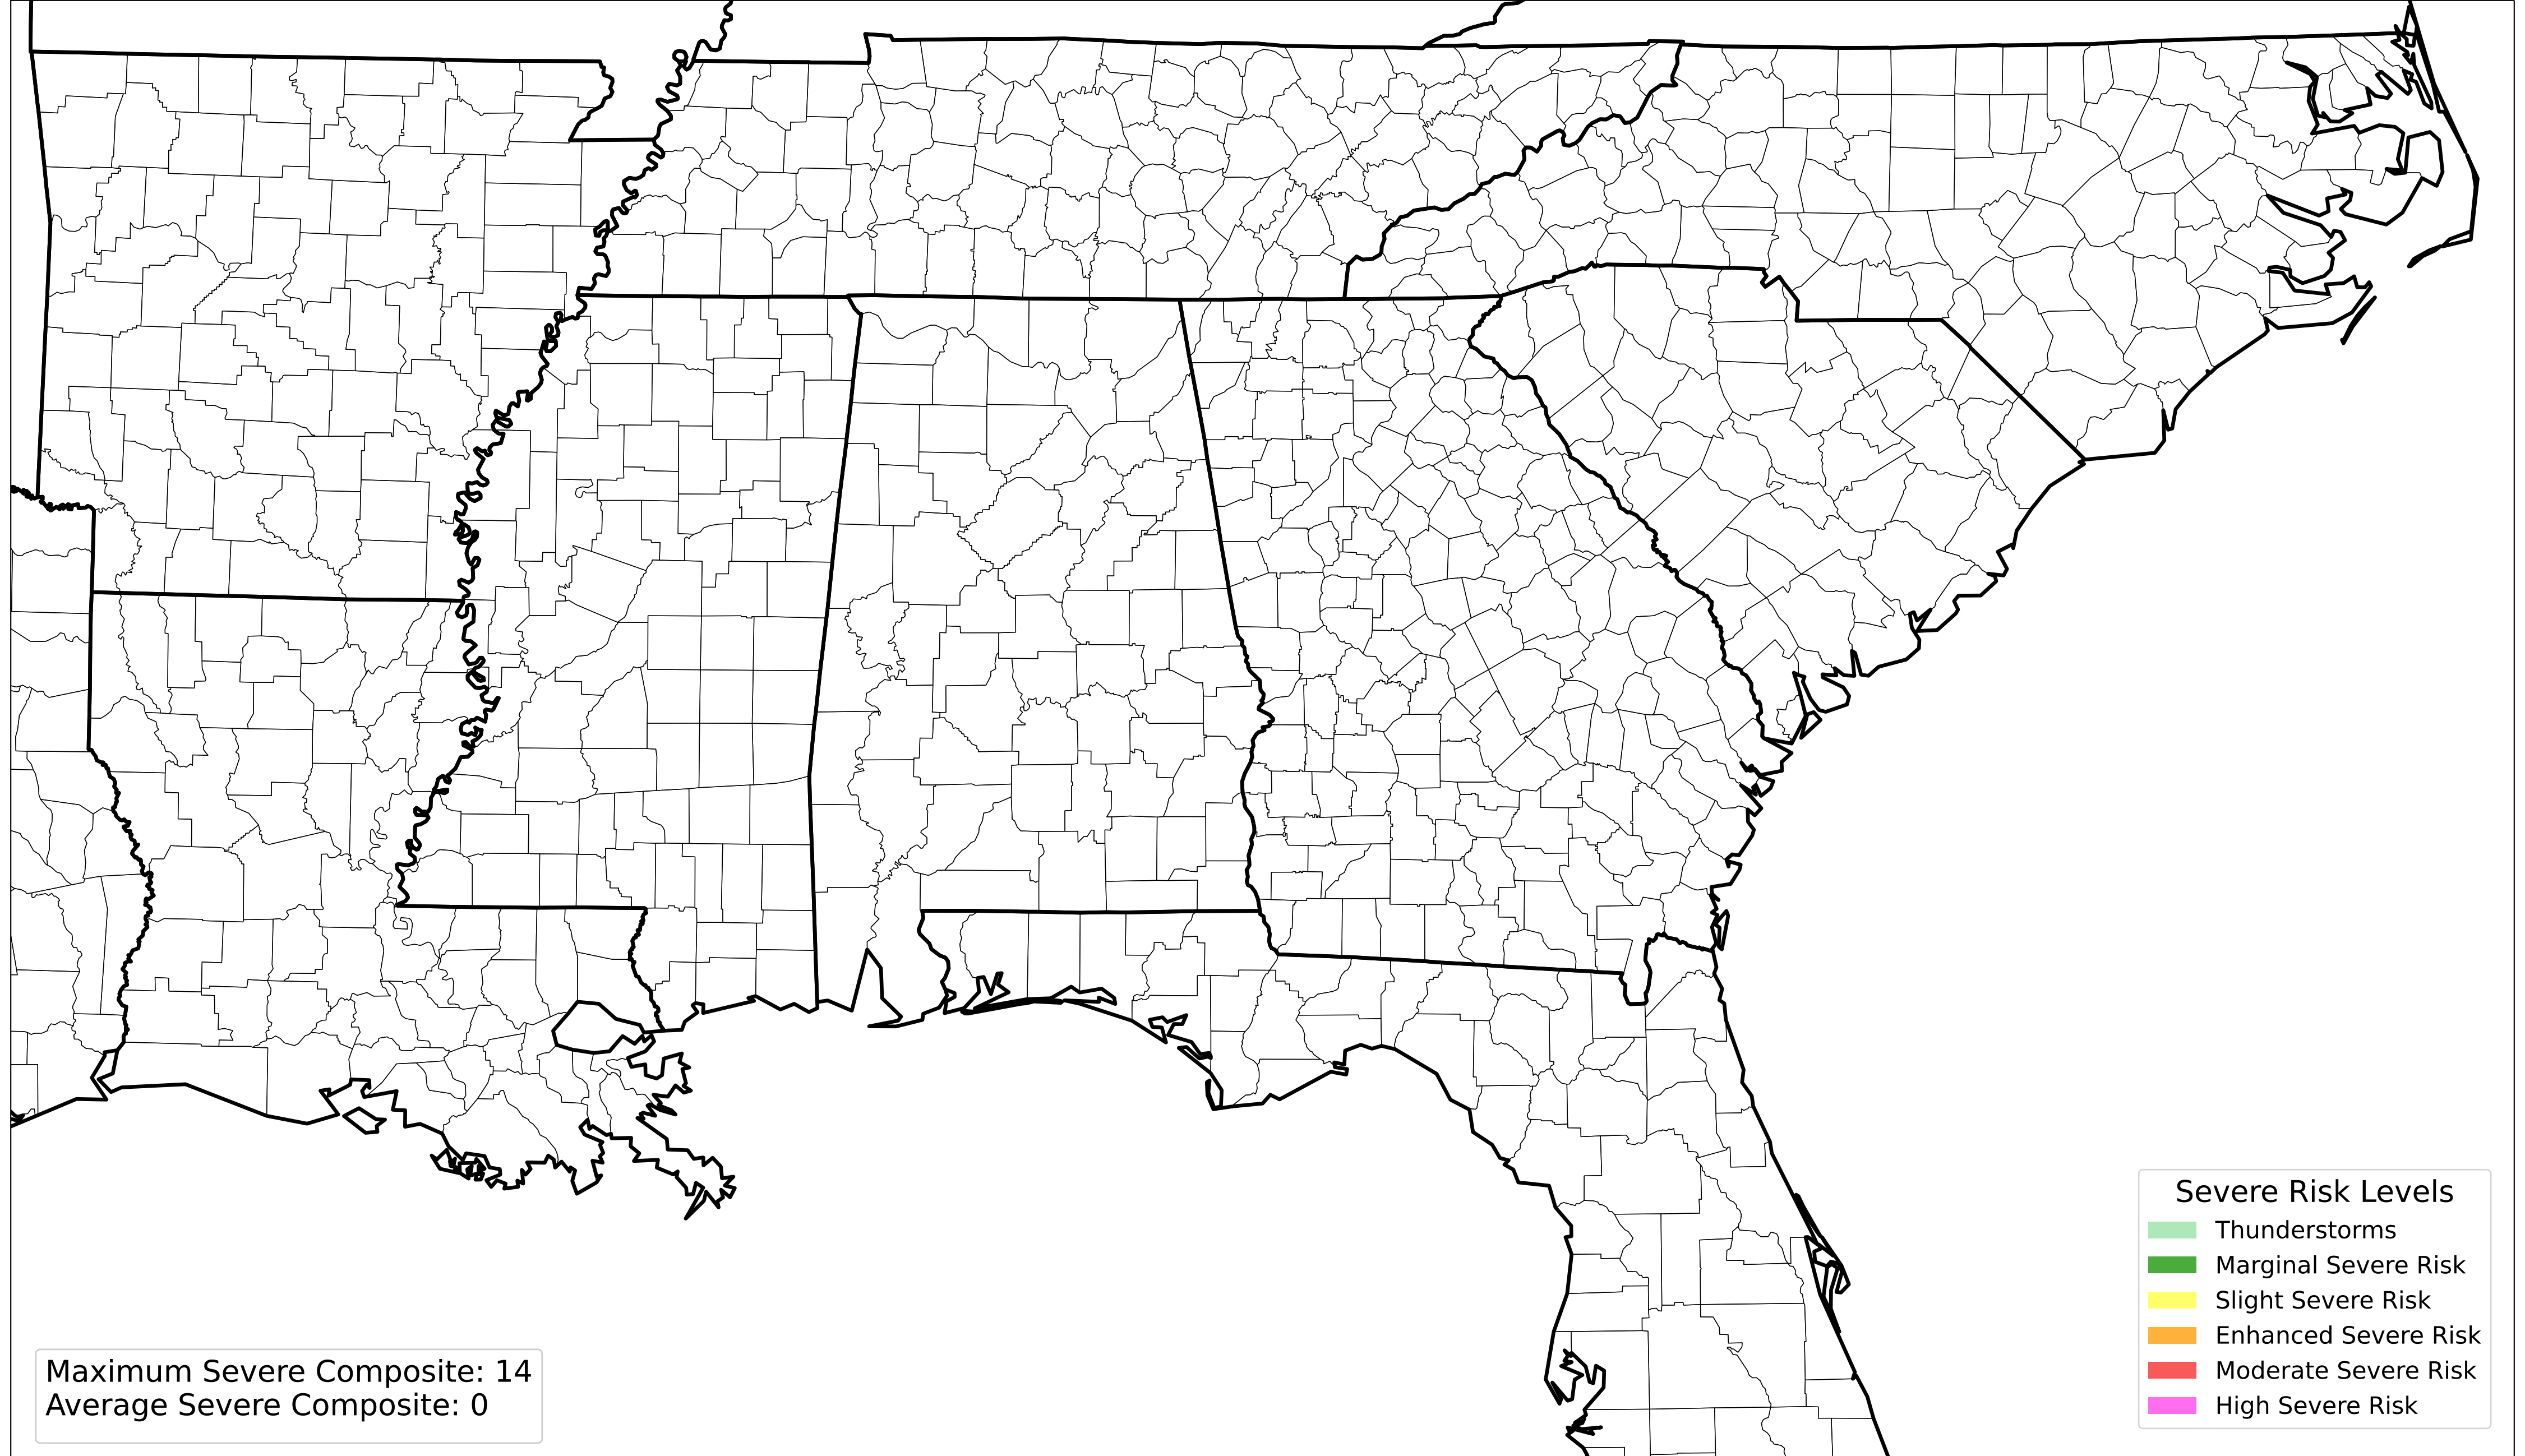 Severe Risk Levels
Thunderstorms
Marginal Severe Risk
Slight Severe Risk
Enhanced Severe Risk
Moderate Severe Risk
High Severe Risk
Maximum Severe Composite: 14
Average Severe Composite: 0